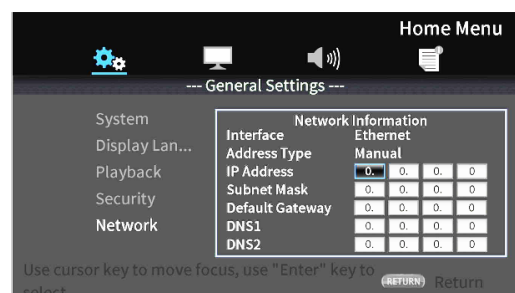 Home Menu
--- General Settings ---
System
Display Lan...
Playback
Security
Network
Network Information
Interface Ethernet
Address Type Manual
IP Address 0. 0. 0. 0
Subnet Mask 0. 0. 0. 0
Default Gateway 0. 0. 0. 0
DNS1 0. 0. 0. 0
DNS2 0. 0. 0. 0
Use cursor key to move focus, use "Enter" key to
select
RETURN Return